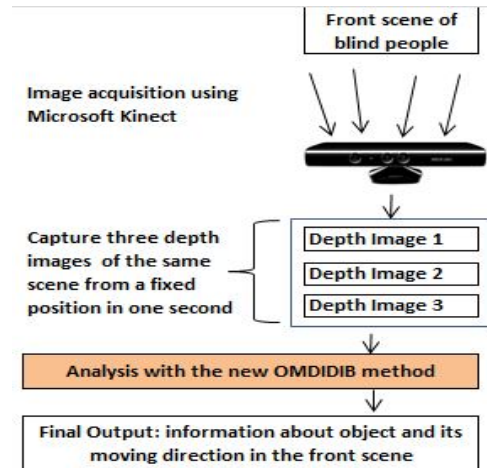 Front scene of
blind people
Image acquisition using
Microsoft Kinect
Capture three depth
images of the same
scene from a fixed
position in one second
Depth Image 1
Depth Image 2
Depth Image 3
Analysis with the new OMDIDIB method
Final Output: information about object and its
moving direction in the front scene